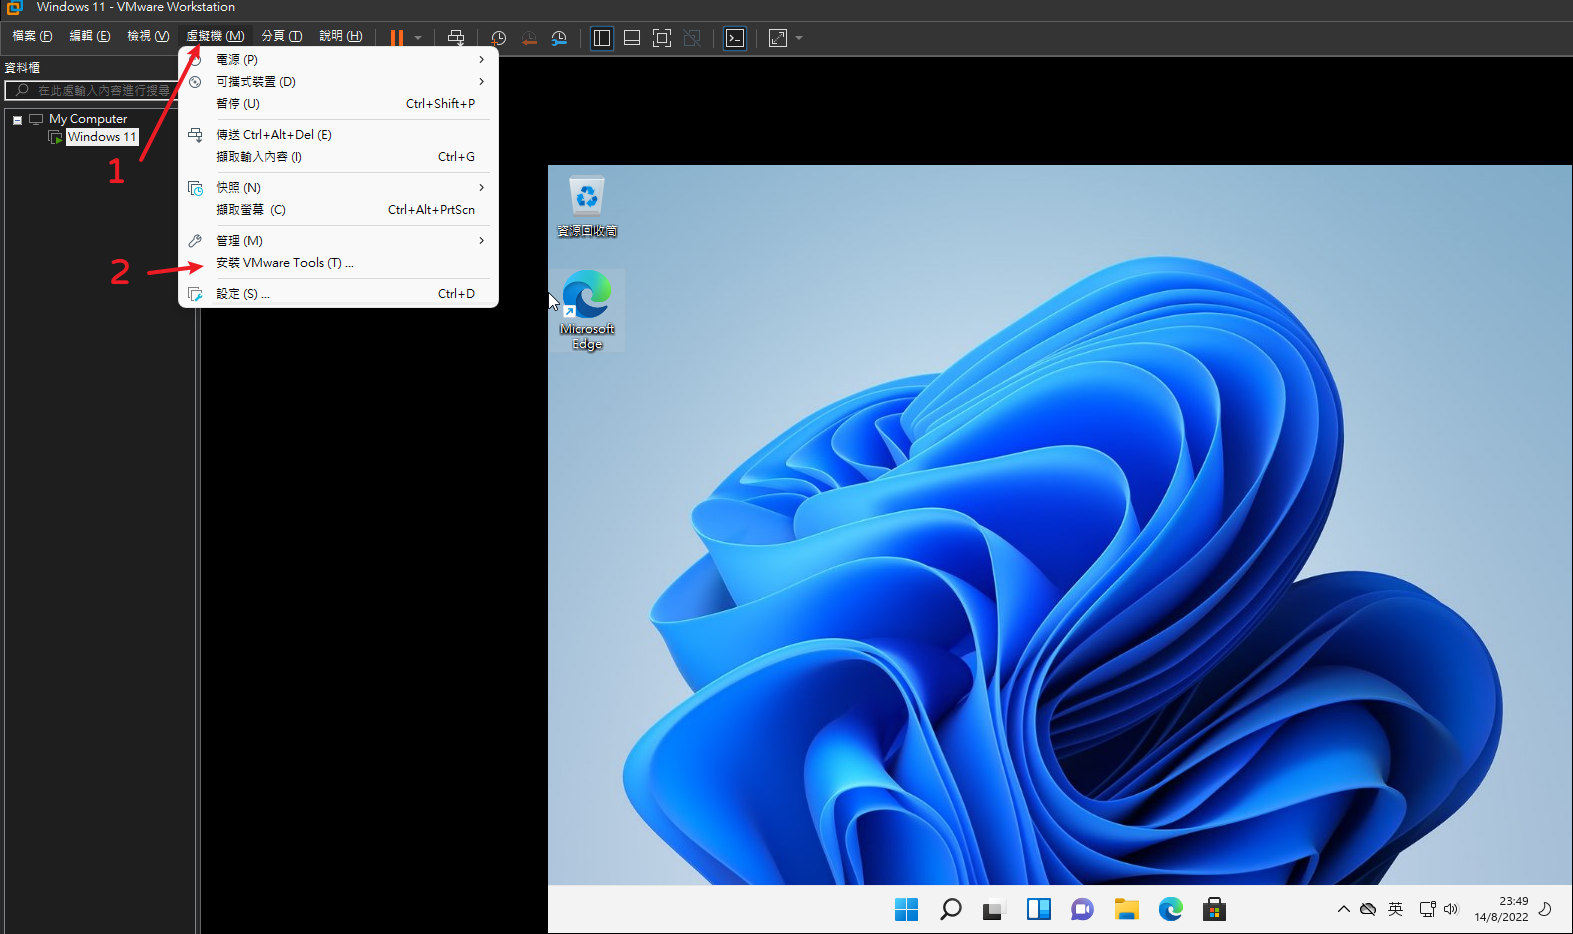 Windows 11 - VMware Workstation
檔案 (F) 編輯 (E) 檢視 (V) 虛擬機 (M) 分頁 (T) 說明 (H)
資料櫃
在此處輸入內容進行搜尋
My Computer
Windows 11
1
2
電源 (P)
可攜式裝置 (D)
暫停 (U) Ctrl+Shift+P
傳送 Ctrl+Alt+Del (E)
擷取輸入內容 (I) Ctrl+G
快照 (N)
擷取螢幕 (C) Ctrl+Alt+PrtScn
管理 (M)
安裝 VMware Tools (T) ...
設定 (S) ... Ctrl+D
資源回收筒
Microsoft
Edge
英
23:49
14/8/2022